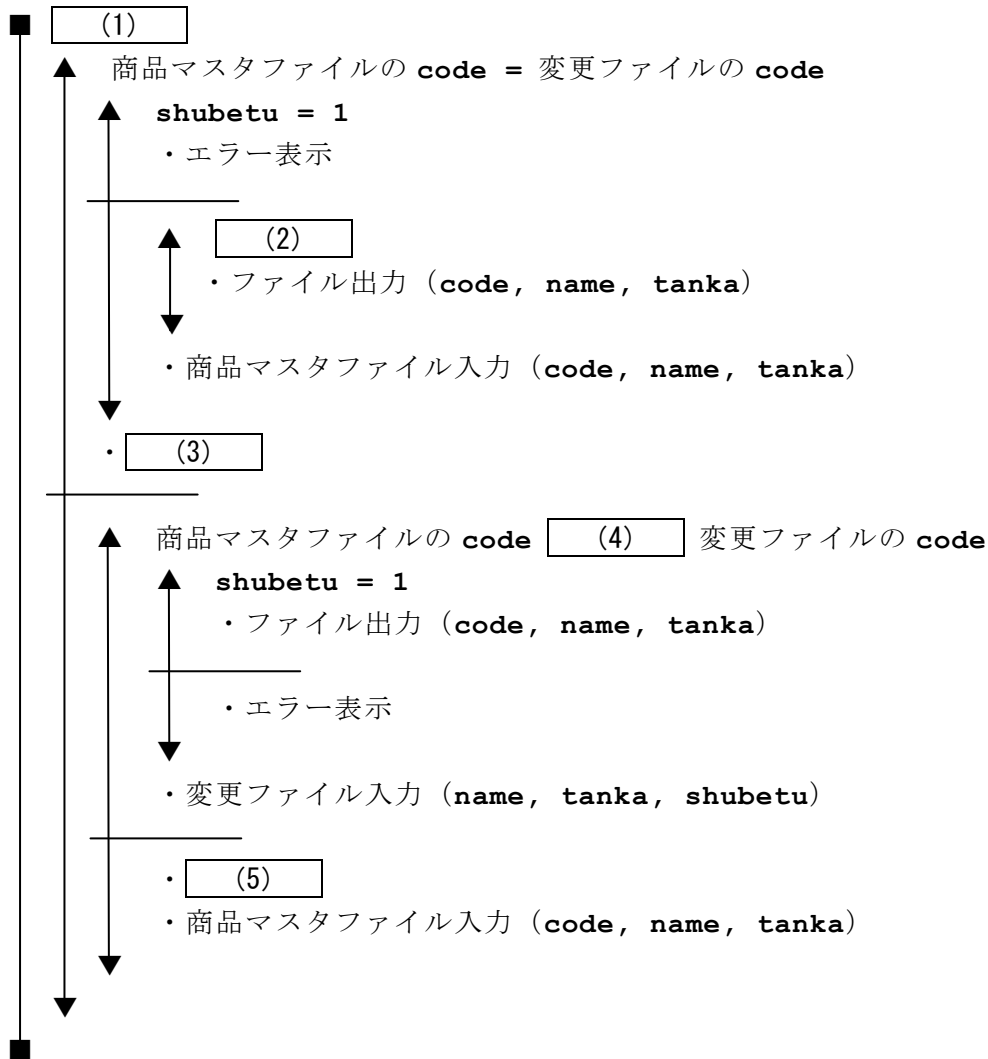 (1)
商品マスタファイルの code = 変更ファイルの code
shubetu = 1
・エラー表示
(2)
・ファイル出力（code, name, tanka）
・商品マスタファイル入力（code, name, tanka）
・ (3)
商品マスタファイルの code (4) 変更ファイルの code
shubetu = 1
・ファイル出力（code, name, tanka）
・エラー表示
・変更ファイル入力（name, tanka, shubetu）
・ (5)
・商品マスタファイル入力（code, name, tanka）